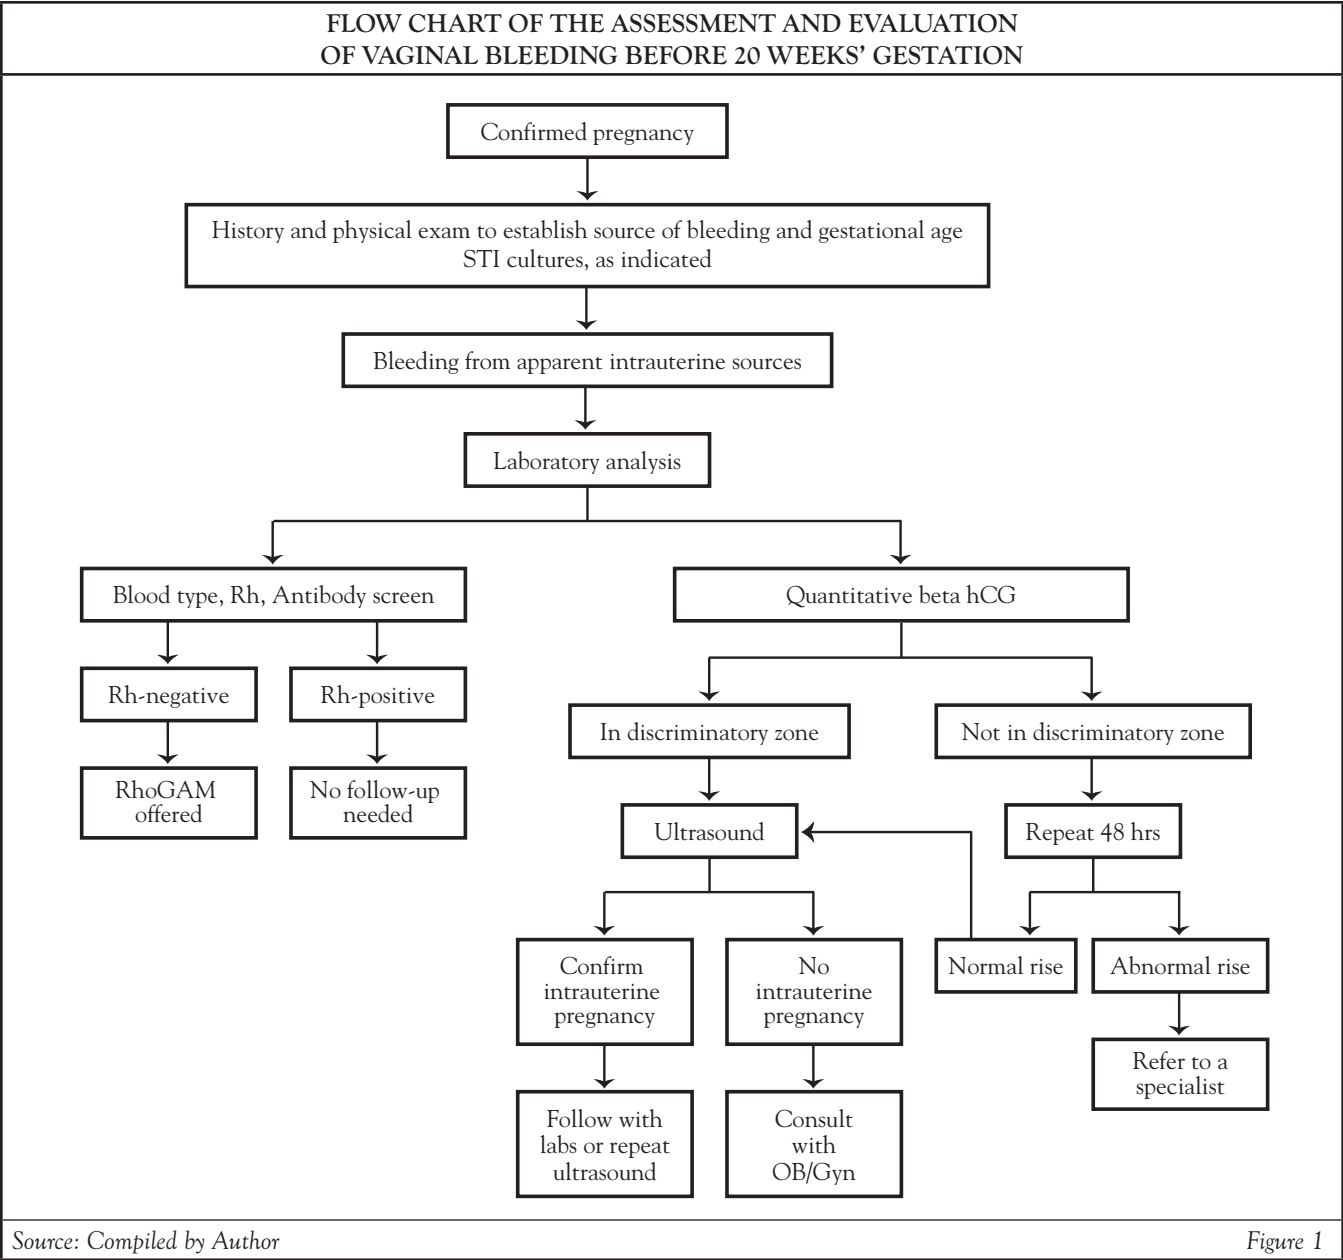 FLOW CHART OF THE ASSESSMENT AND EVALUATION
OF VAGINAL BLEEDING BEFORE 20 WEEKS’ GESTATION
Confirmed pregnancy
History and physical exam to establish source of bleeding and gestational age
STI cultures, as indicated
Bleeding from apparent intrauterine sources
Laboratory analysis
Blood type, Rh, Antibody screen
Quantitative beta hCG
Rh-negative
Rh-positive
In discriminatory zone
Not in discriminatory zone
RhoGAM
offered
No follow-up
needed
Ultrasound
Repeat 48 hrs
Confirm
intrauterine
pregnancy
No
intrauterine
pregnancy
Normal rise
Abnormal rise
Follow with
labs or repeat
ultrasound
Consult
with
OB/Gyn
Refer to a
specialist
Source: Compiled by Author
Figure 1